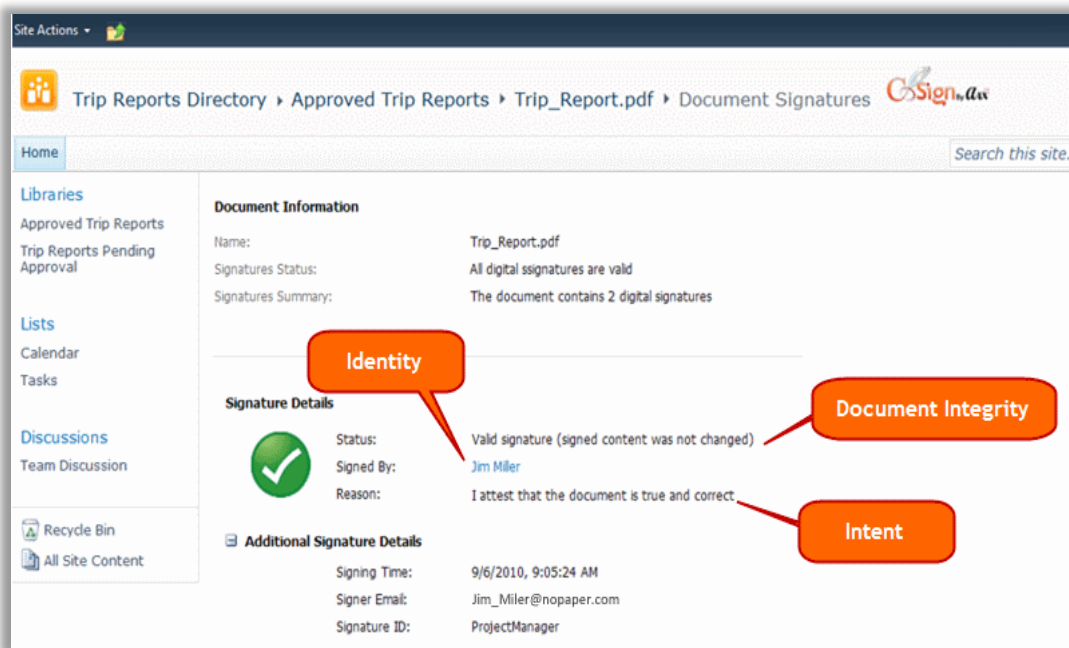 Site Actions
Trip Reports Directory › Approved Trip Reports › Trip_Report.pdf › Document Signatures
CoSign by ARX
Home
Search this site.
Libraries
Approved Trip Reports
Trip Reports Pending
Approval
Lists
Calendar
Tasks
Discussions
Team Discussion
Recycle Bin
All Site Content
Document Information
Name: Trip_Report.pdf
Signatures Status: All digital ssignatures are valid
Signatures Summary: The document contains 2 digital signatures
Identity
Document Integrity
Signature Details
Status: Valid signature (signed content was not changed)
Signed By: Jim Miller
Reason: I attest that the document is true and correct
Intent
Additional Signature Details
Signing Time: 9/6/2010, 9:05:24 AM
Signer Email: Jim_Miler@nopaper.com
Signature ID: ProjectManager